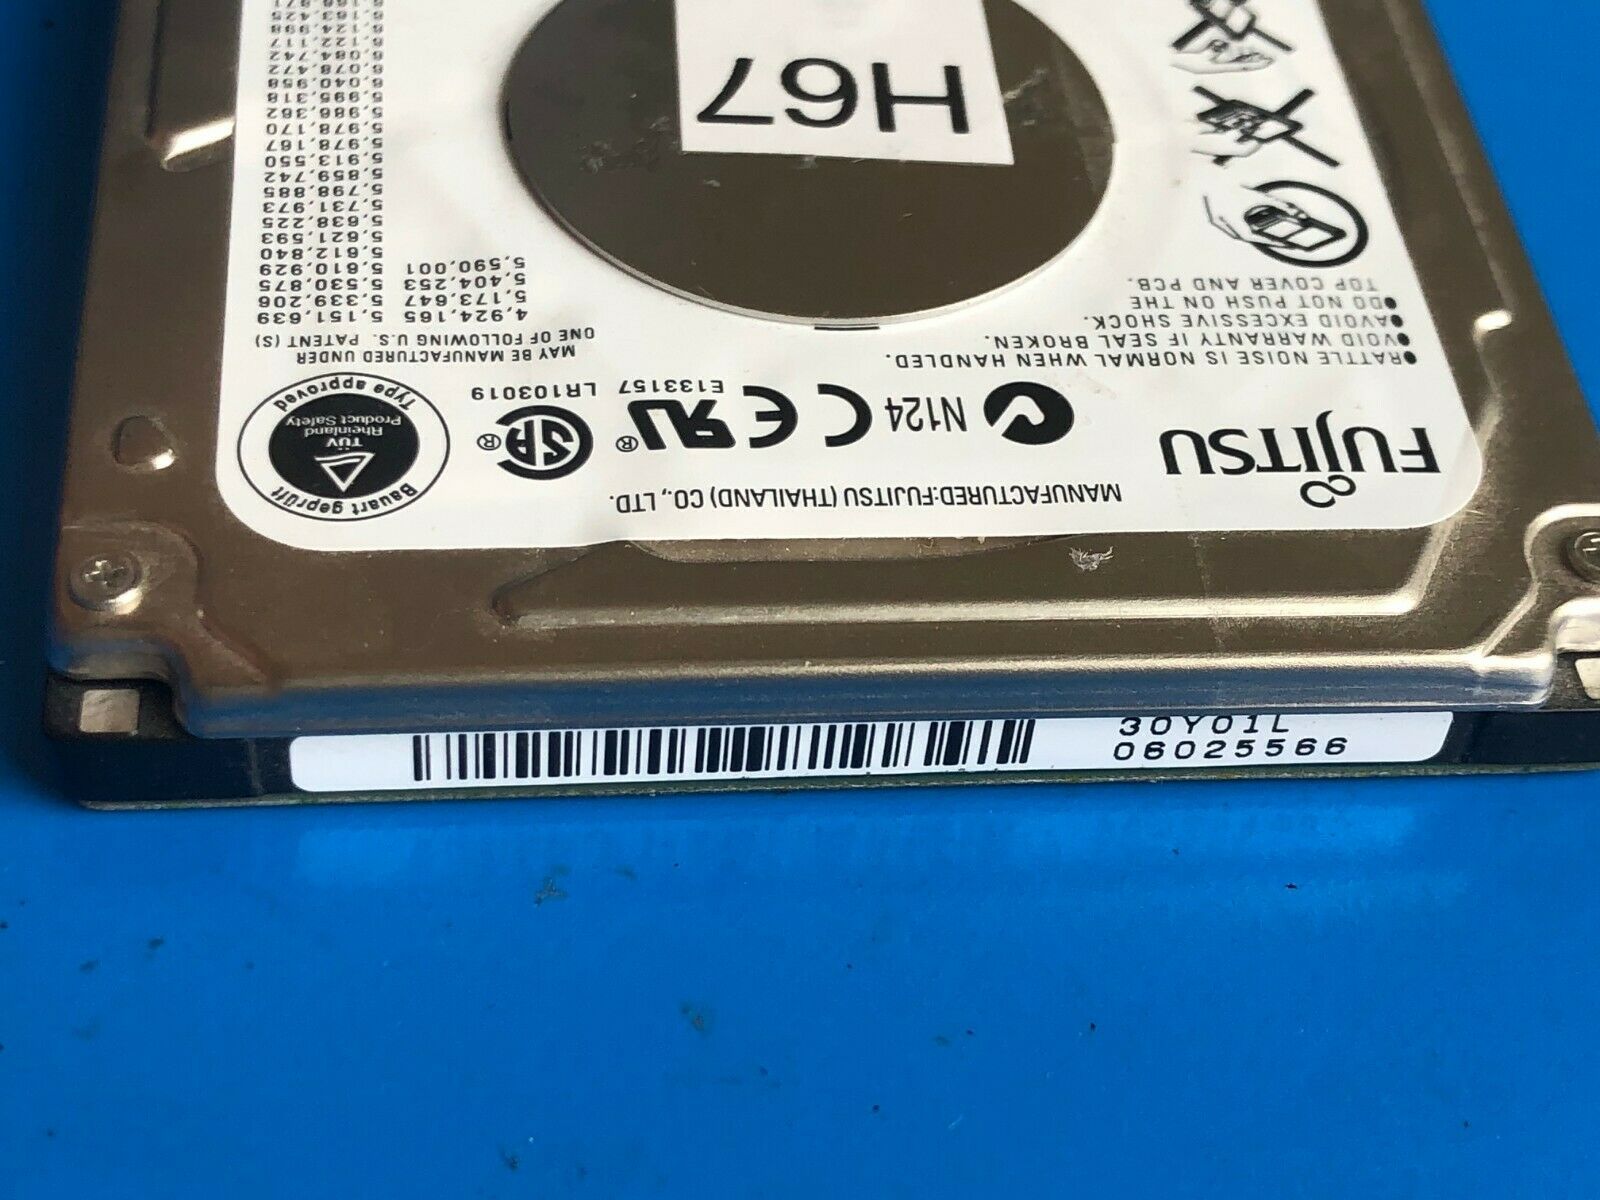 MANUFACTURED:FUJITSU (THAILAND) CO., LTD.
FUJITSU
N124
E133157
LR103019
Bauart geprüft
TÜV
Rheinland
Product Safety
Type approved
●RATTLE NOISE IS NORMAL WHEN HANDLED.
●VOID WARRANTY IF SEAL BROKEN.
●AVOID EXCESSIVE SHOCK.
●DO NOT PUSH ON THE
TOP COVER AND PCB.
MAY BE MANUFACTURED UNDER
ONE OF FOLLOWING U.S. PATENT (S)
4,924,165 5,151,639
5,173,647 5,339,206
5,404,253 5,530,875
5,590,001 5,610,929
5,612,840
5,621,593
5,638,225
5,731,973
5,798,885
5,859,742
5,913,550
5,978,167
5,978,170
5,986,362
5,995,318
6,040,958
6,078,472
6,084,742
6,122,117
6,124,998
6,163,425
H67
30Y01L
06025566